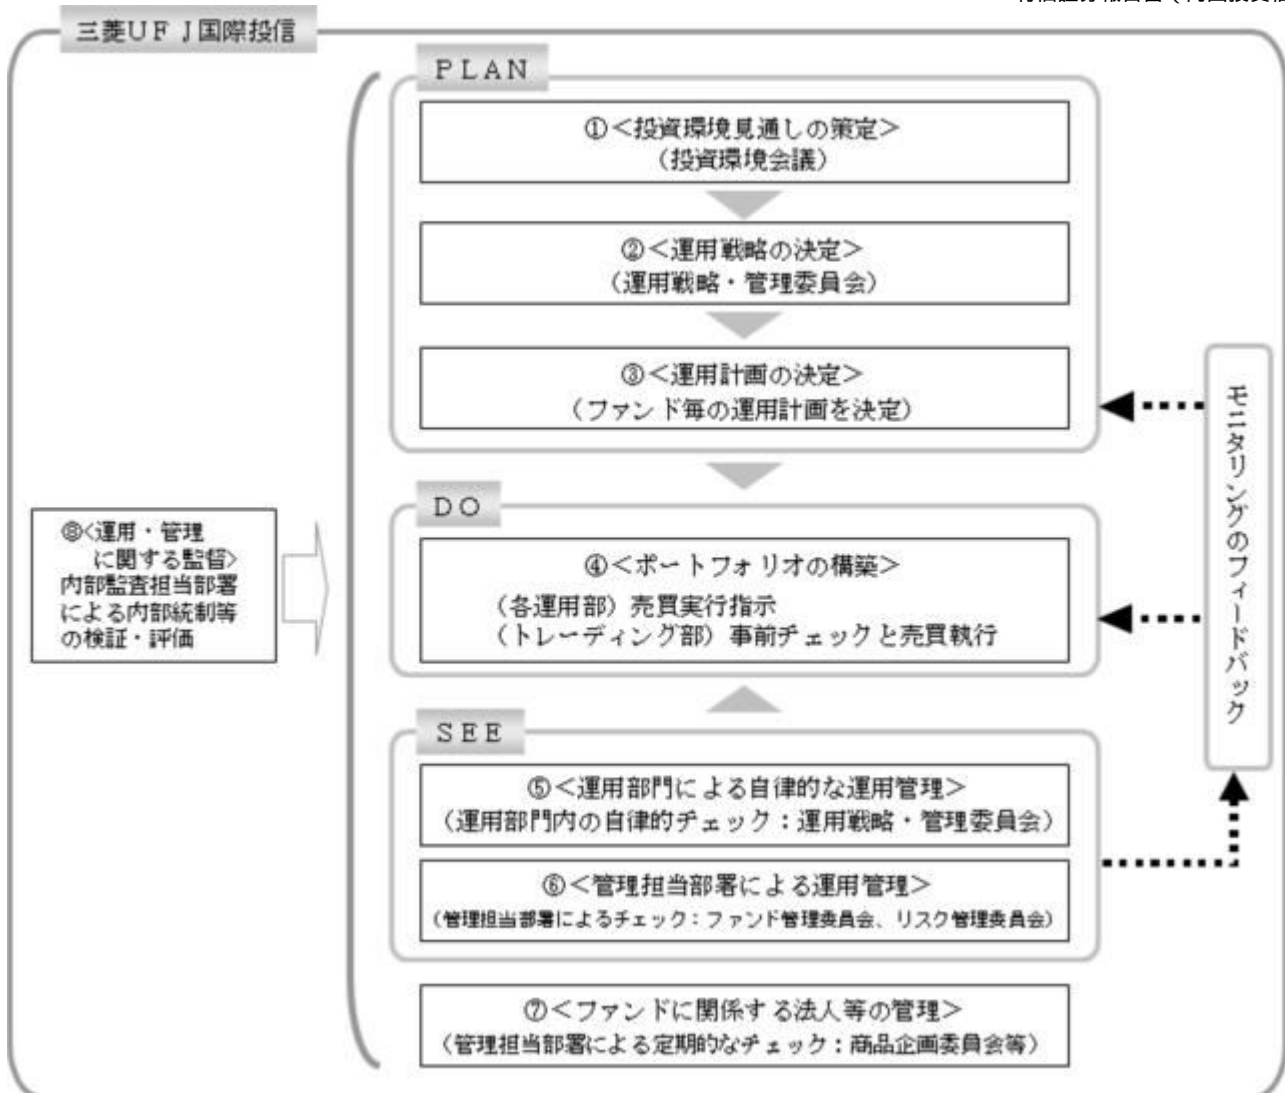 三菱UFJ国際投信
PLAN
①<投資環境見通しの策定>
(投資環境会議)
②<運用戦略の決定>
(運用戦略・管理委員会)
③<運用計画の決定>
(ファンド毎の運用計画を決定)
DO
④<ポートフォリオの構築>
(各運用部)売買実行指示
(トレーディング部)事前チェックと売買執行
SEE
⑤<運用部門による自律的な運用管理>
(運用部門内の自律的チェック:運用戦略・管理委員会)
⑥<管理担当部署による運用管理>
(管理担当部署によるチェック:ファンド管理委員会、リスク管理委員会)
⑦<ファンドに関係する法人等の管理>
(管理担当部署による定期的なチェック:商品企画委員会等)
⑧<運用・管理
に関する監督>
内部監査担当部署
による内部統制等
の検証・評価
モニタリングのフィードバック